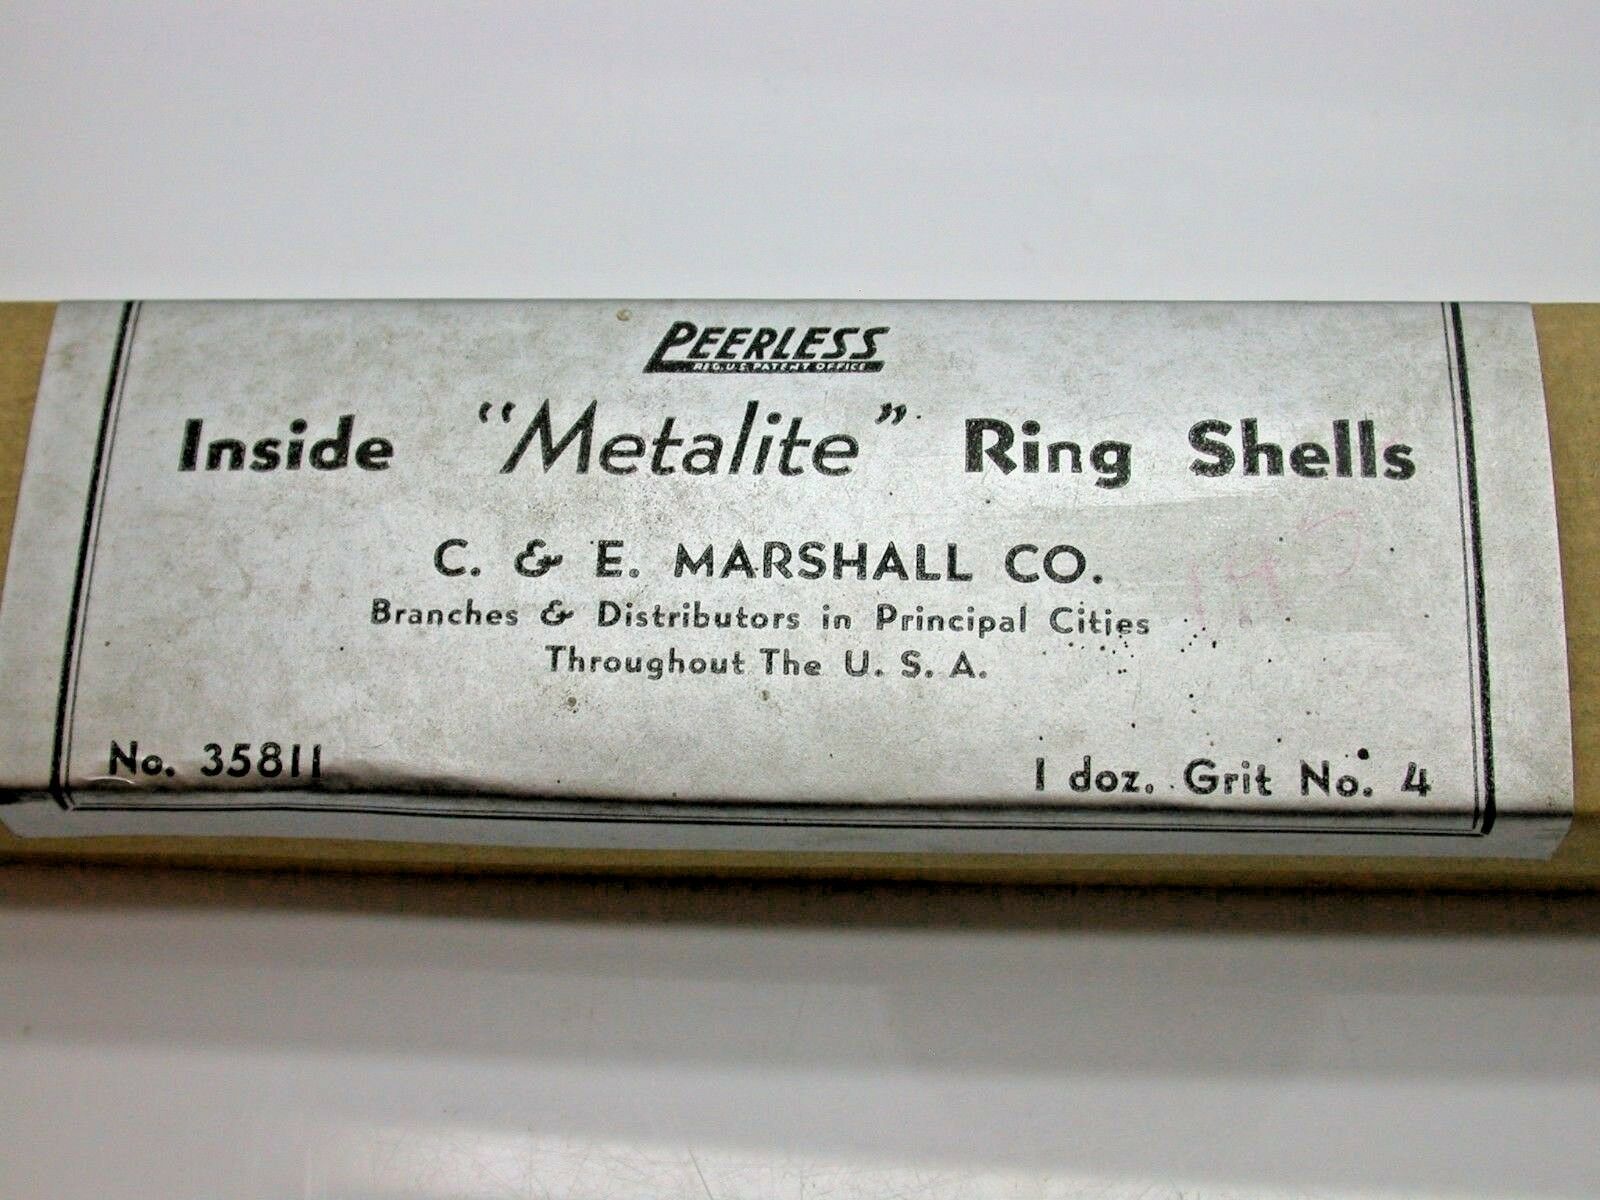 PEERLESS
REG. U.S. PATENT OFFICE
Inside "Metalite" Ring Shells
C. & E. MARSHALL CO.
Branches & Distributors in Principal Cities
Throughout The U. S. A.
No. 35811
1 doz. Grit No. 4